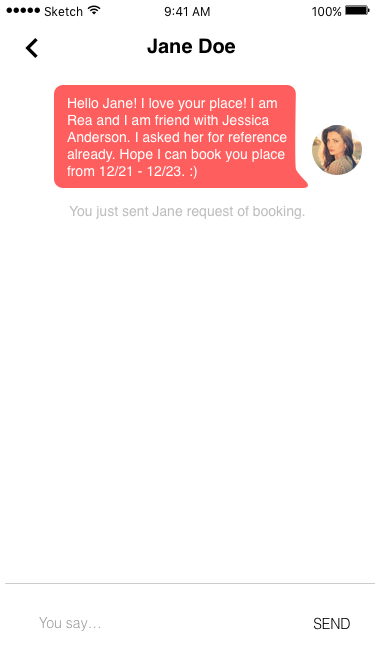 Sketch 9:41 AM 100%
Jane Doe
Hello Jane! I love your place! I am
Rea and I am friend with Jessica
Anderson. I asked her for reference
already. Hope I can book you place
from 12/21 - 12/23. :)
You just sent Jane request of booking.
You say... SEND